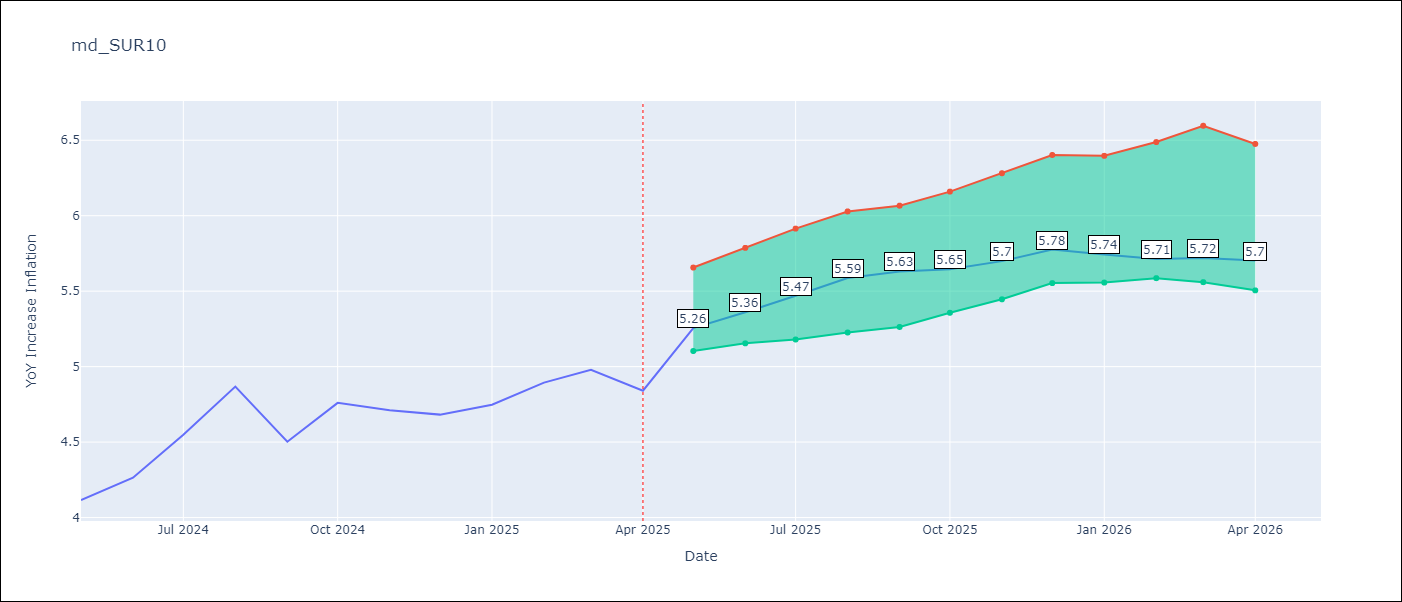 md_SUR10
YoY Increase Inflation
6.5
6
5.5
5
4.5
4
5.26
5.36
5.47
5.59
5.63
5.65
5.7
5.78
5.74
5.71
5.72
5.7
Jul 2024
Oct 2024
Jan 2025
Apr 2025
Jul 2025
Oct 2025
Jan 2026
Apr 2026
Date